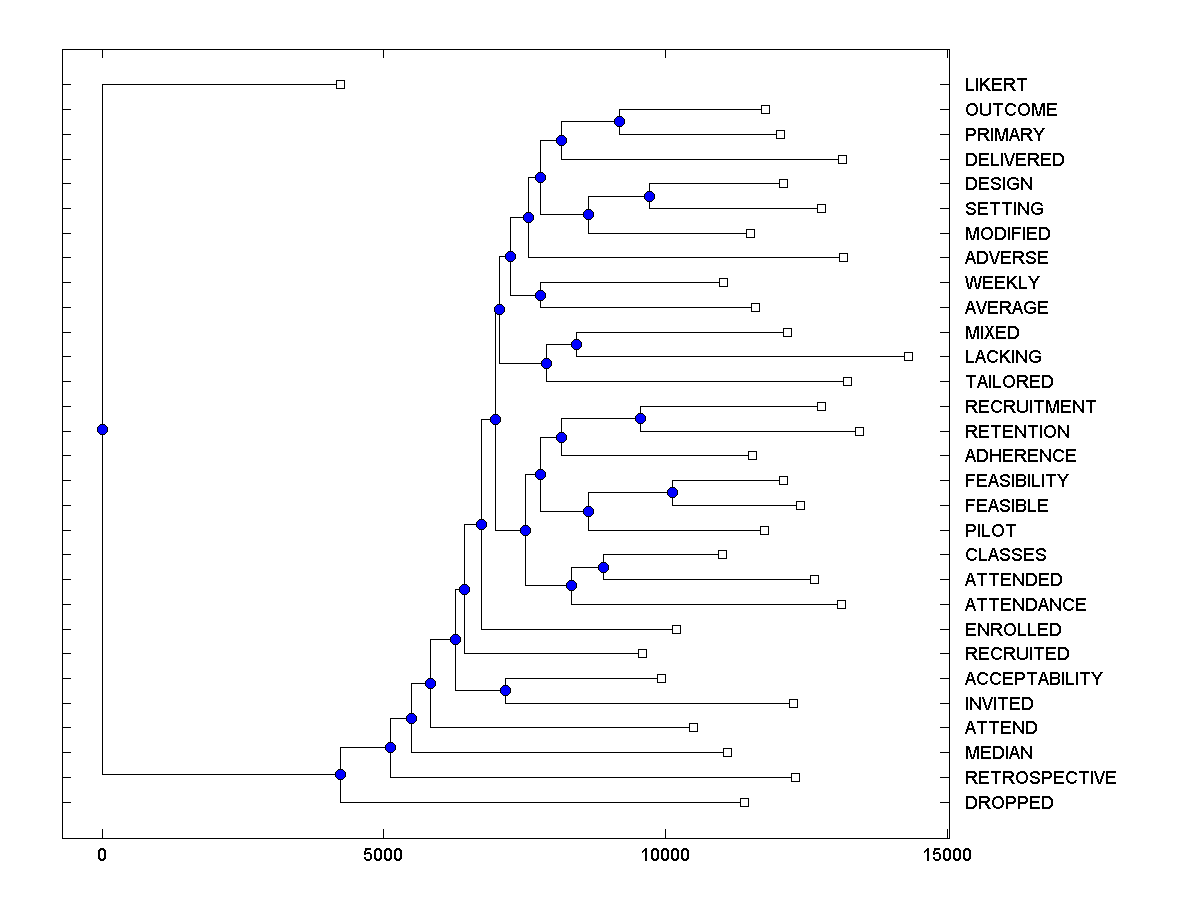 LIKERT
OUTCOME
PRIMARY
DELIVERED
DESIGN
SETTING
MODIFIED
ADVERSE
WEEKLY
AVERAGE
MIXED
LACKING
TAILORED
RECRUITMENT
RETENTION
ADHERENCE
FEASIBILITY
FEASIBLE
PILOT
CLASSES
ATTENDED
ATTENDANCE
ENROLLED
RECRUITED
ACCEPTABILITY
INVITED
ATTEND
MEDIAN
RETROSPECTIVE
DROPPED
0 5000 10000 15000